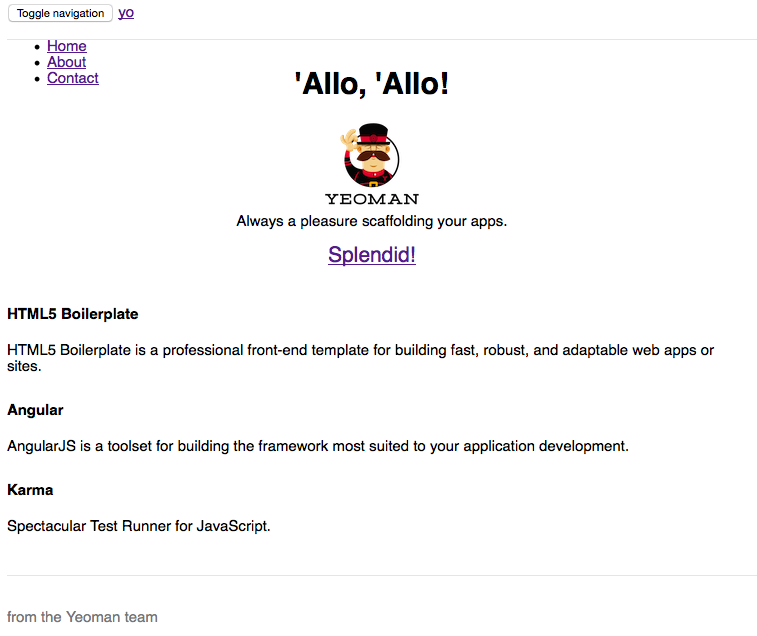 Toggle navigation yo
Home
About
Contact
'Allo, 'Allo!
YEOMAN
Always a pleasure scaffolding your apps.
Splendid!
HTML5 Boilerplate
HTML5 Boilerplate is a professional front-end template for building fast, robust, and adaptable web apps or
sites.
Angular
AngularJS is a toolset for building the framework most suited to your application development.
Karma
Spectacular Test Runner for JavaScript.
from the Yeoman team